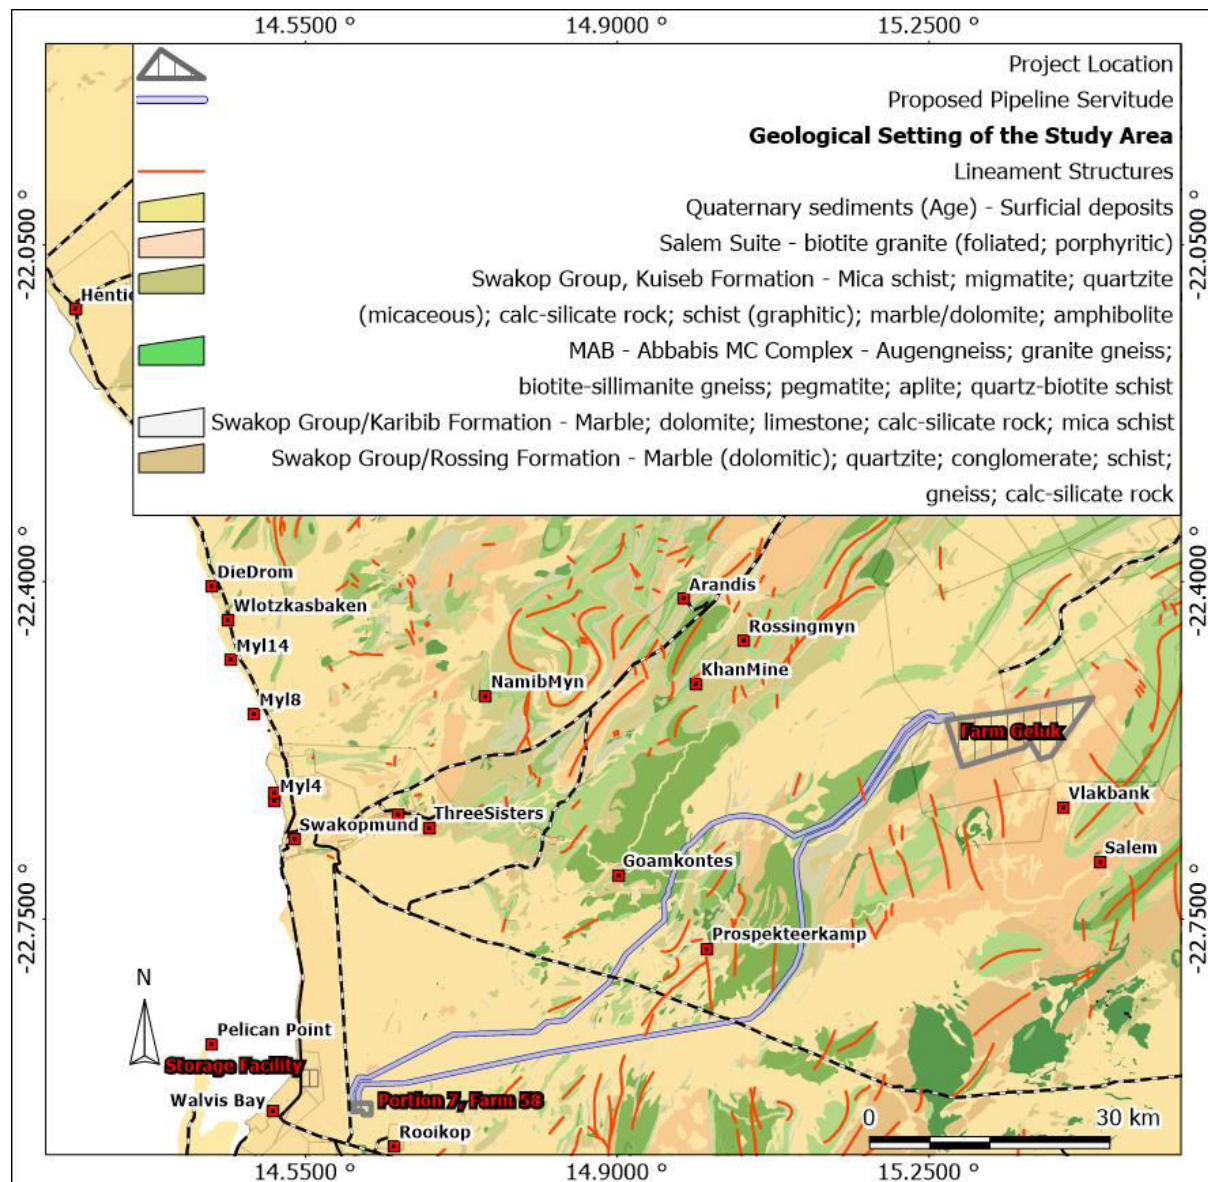 14.5500 ° 14.9000 ° 15.2500 °
Project Location
Proposed Pipeline Servitude
Geological Setting of the Study Area
Lineament Structures
Quaternary sediments (Age) - Surficial deposits
Salem Suite - biotite granite (foliated; porphyritic)
-22.0500 ° -22.0500 °
Swakop Group, Kuiseb Formation - Mica schist; migmatite; quartzite
Hentie
(micaceous); calc-silicate rock; schist (graphitic); marble/dolomite; amphibolite
MAB - Abbabis MC Complex - Augengneiss; granite gneiss;
biotite-sillimanite gneiss; pegmatite; aplite; quartz-biotite schist
Swakop Group/Karibib Formation - Marble; dolomite; limestone; calc-silicate rock; mica schist
Swakop Group/Rossing Formation - Marble (dolomitic); quartzite; conglomerate; schist;
gneiss; calc-silicate rock
-22.4000 ° -22.4000 °
DieDrom
Arandis
Wlotzkasbaken
Rossingmyn
Myl14
KhanMine
NamibMyn
Myl8
Farm Geluk
Myl4
Vlakbank
ThreeSisters
Swakopmund
Salem
Goamkontes
-22.7500 ° -22.7500 °
Prospekteerkamp
N
Pelican Point
Storage Facility
Walvis Bay
Portion 7, Farm 58
0 30 km
Rooikop
14.5500 ° 14.9000 ° 15.2500 °